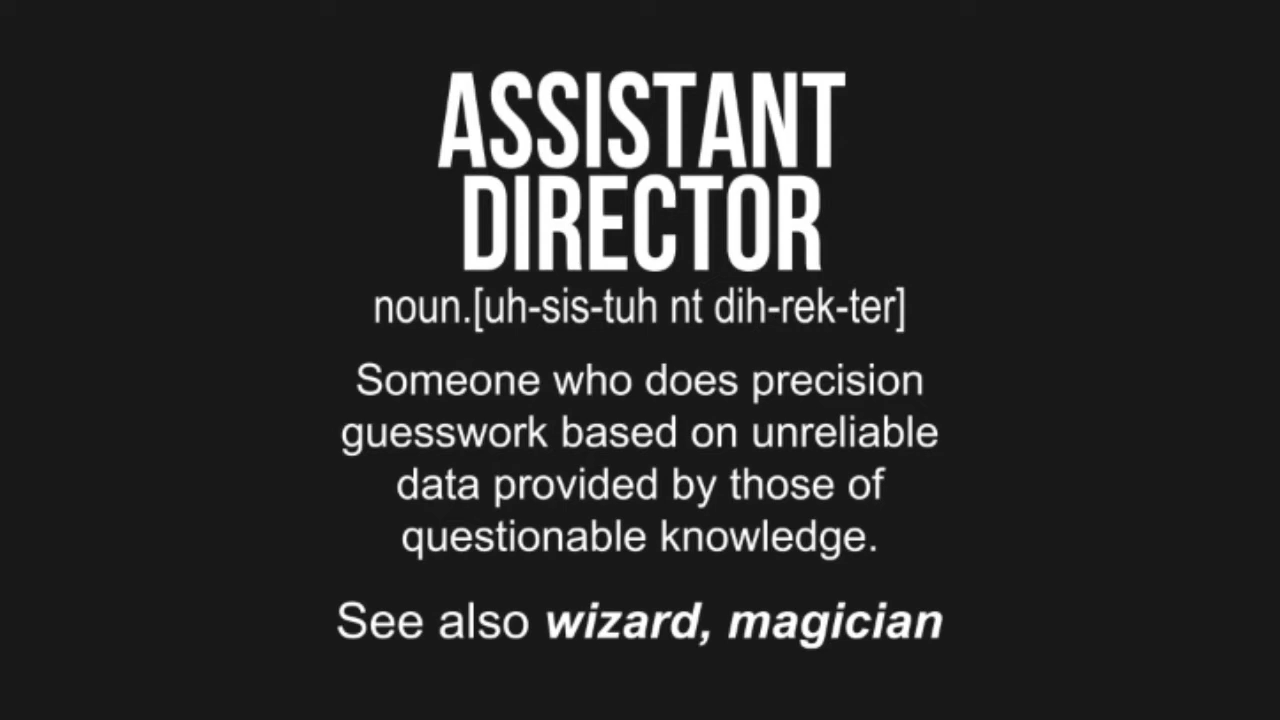 ASSISTANT
DIRECTOR
noun.[uh-sis-tuh nt dih-rek-ter]
Someone who does precision
guesswork based on unreliable
data provided by those of
questionable knowledge.
See also wizard, magician